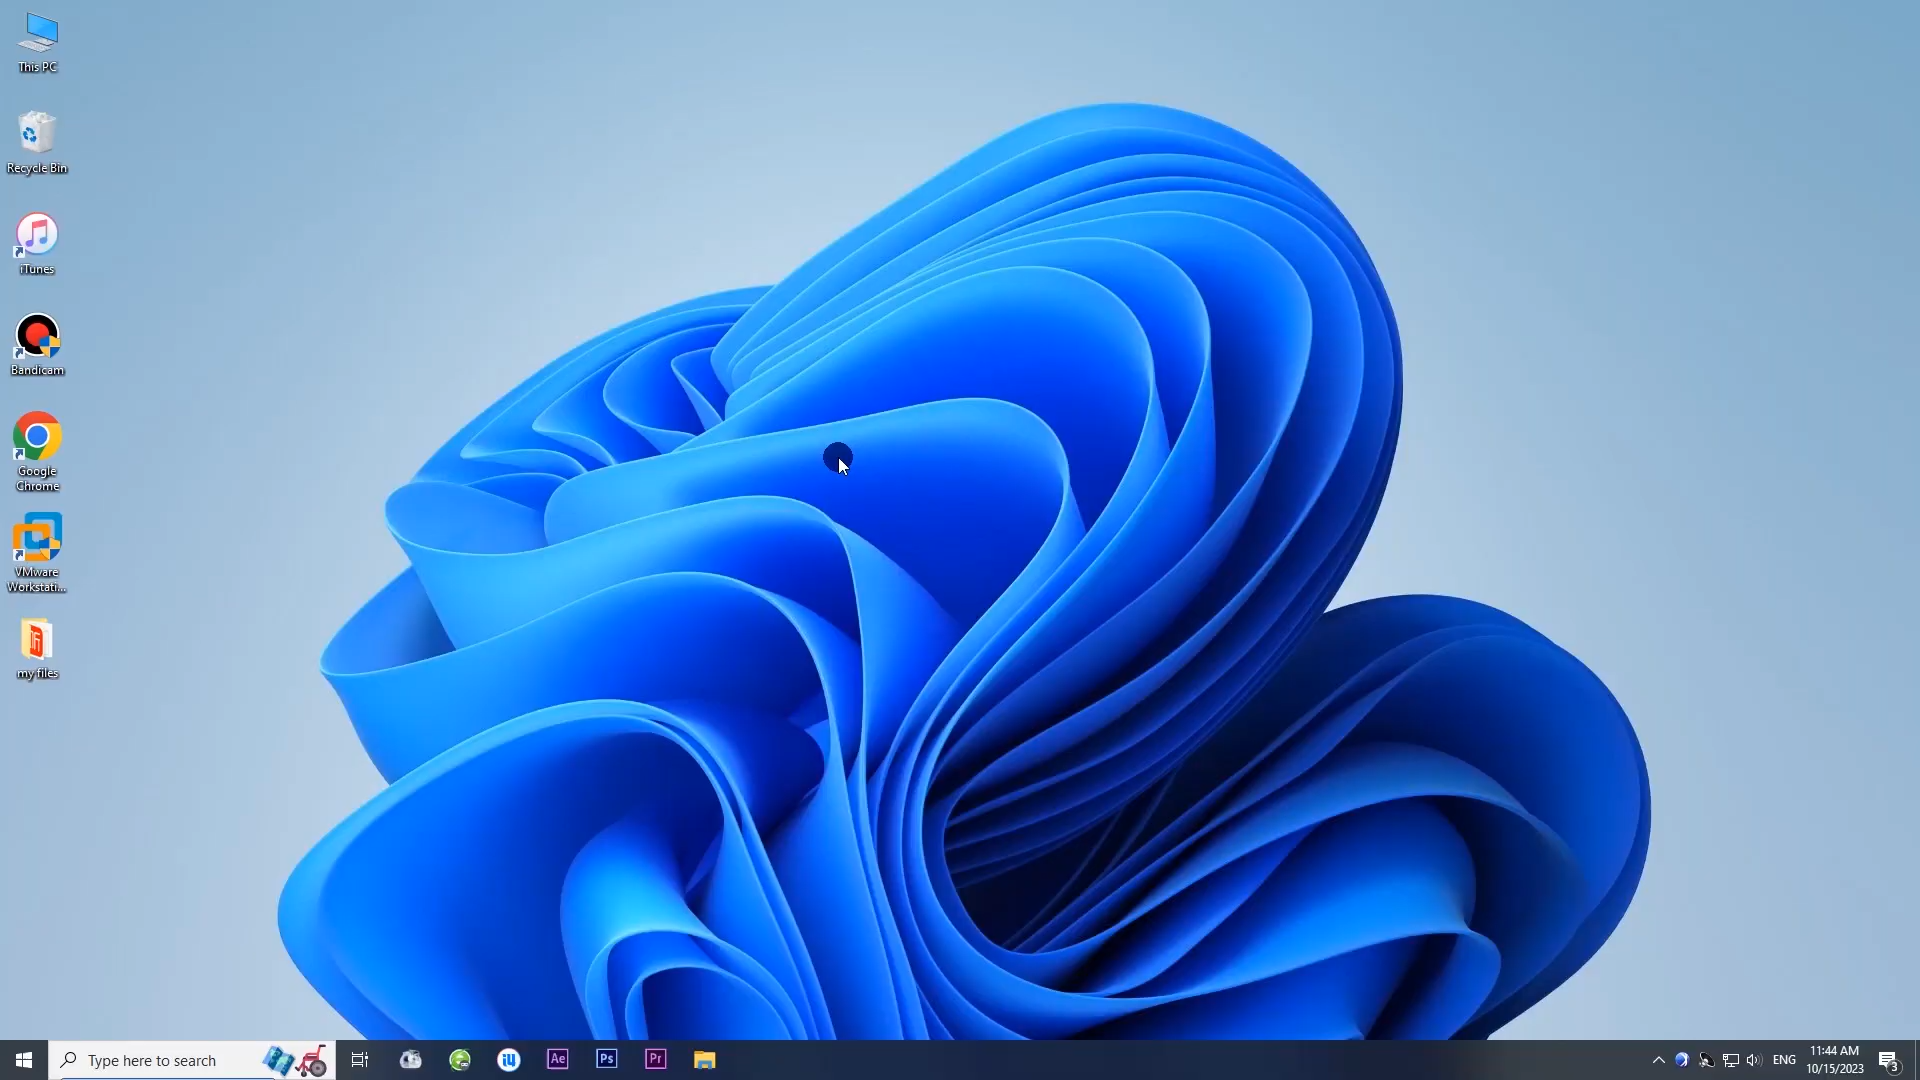 This PC
Recycle Bin
iTunes
Bandicam
Google
Chrome
VMware
Workstati...
my files
Type here to search
Ae
Ps
Pr
ENG
11:44 AM
10/15/2023
3